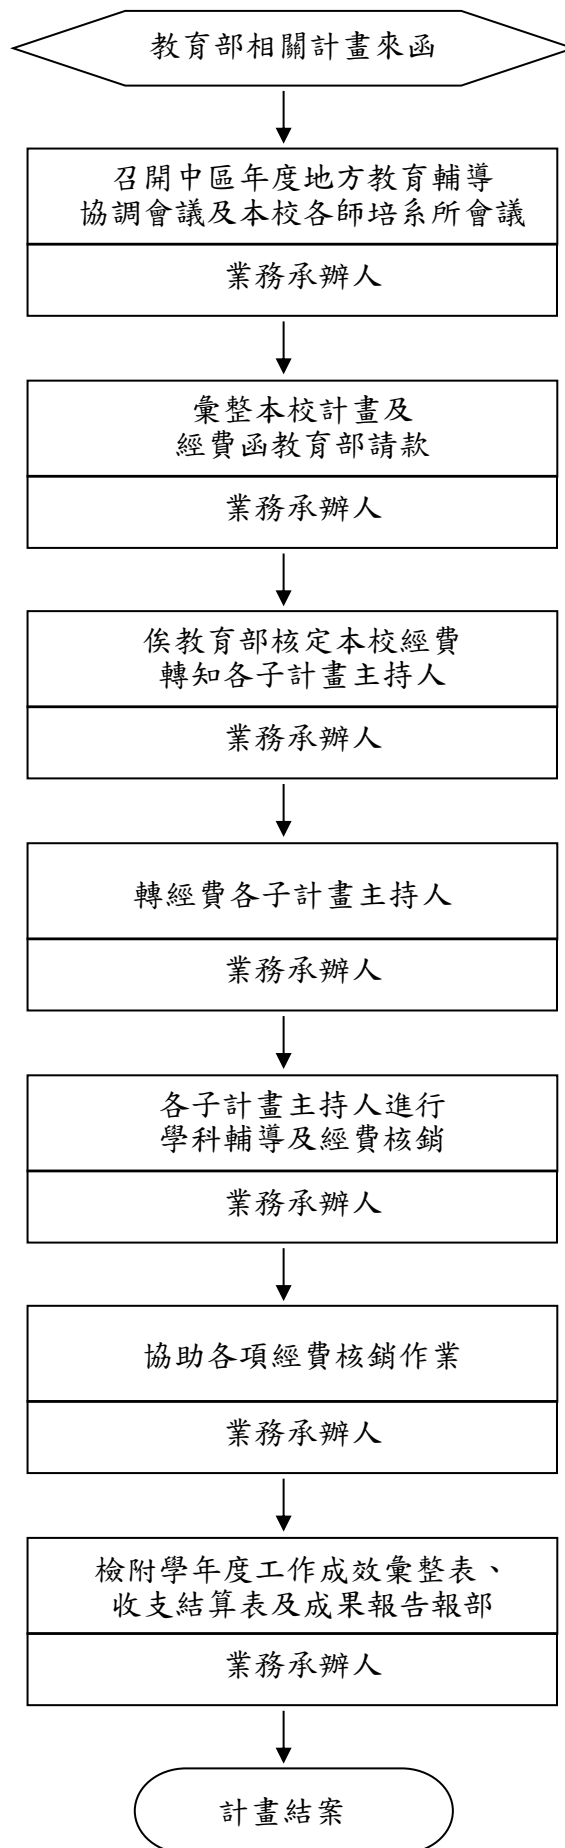 教育部相關計畫來函
召開中區年度地方教育輔導
協調會議及本校各師培系所會議
業務承辦人
彙整本校計畫及
經費函教育部請款
業務承辦人
俟教育部核定本校經費
轉知各子計畫主持人
業務承辦人
轉經費各子計畫主持人
業務承辦人
各子計畫主持人進行
學科輔導及經費核銷
業務承辦人
協助各項經費核銷作業
業務承辦人
檢附學年度工作成效彙整表、
收支結算表及成果報告報部
業務承辦人
計畫結案